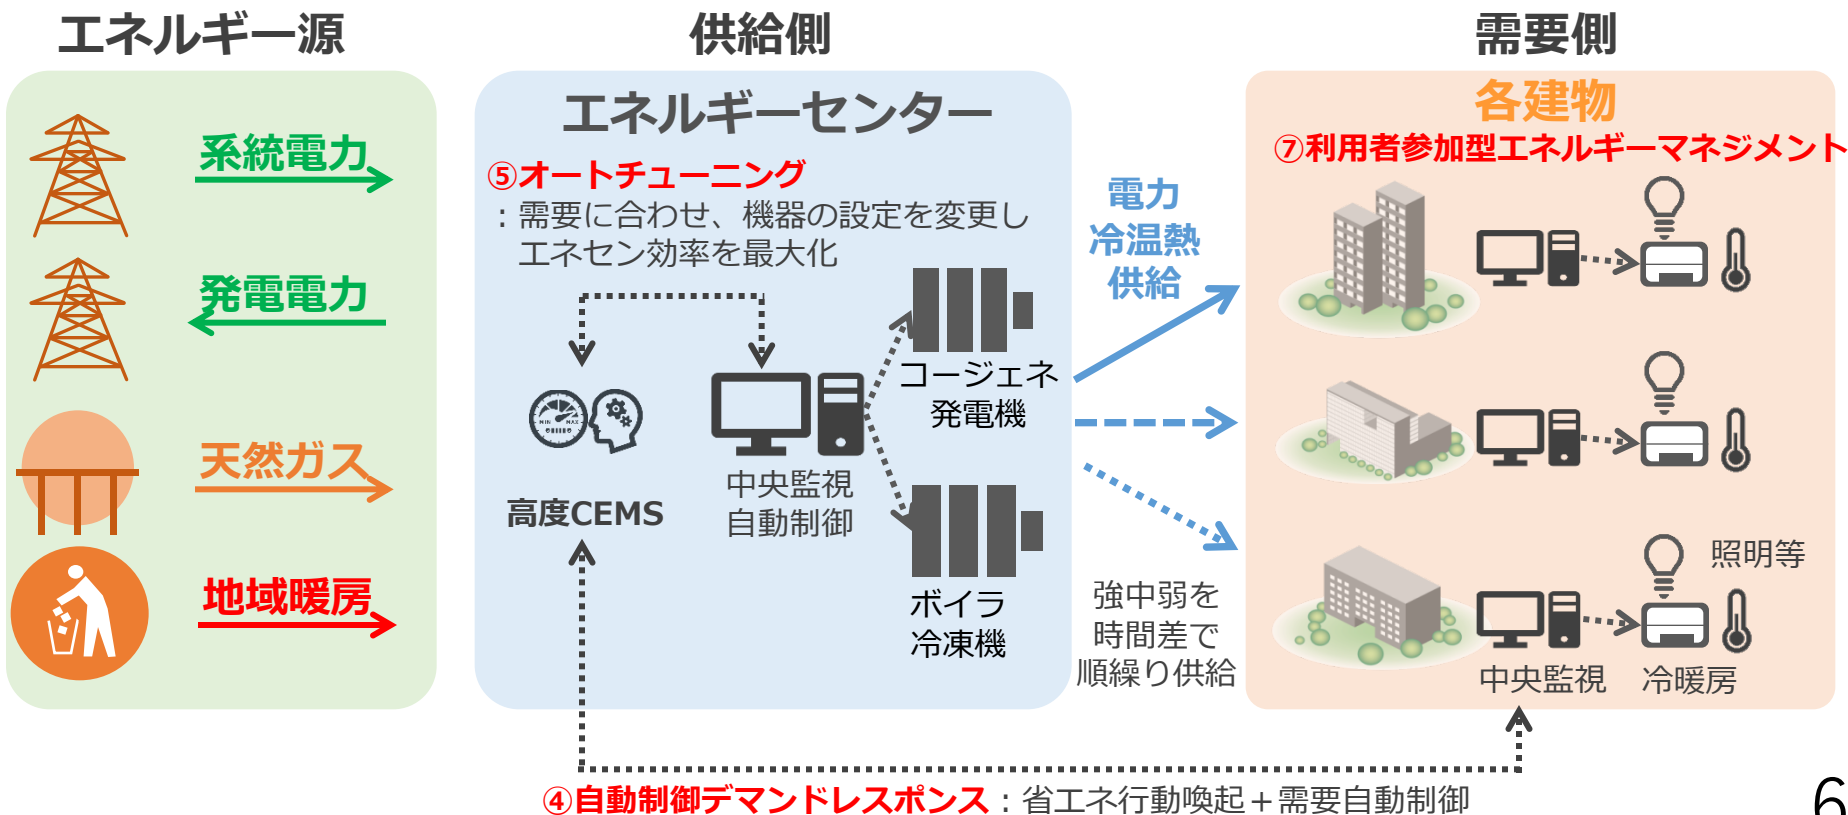 エネルギー源
供給側
需要側
系統電力
発電電力
天然ガス
地域暖房
エネルギーセンター
⑤オートチューニング
：需要に合わせ、機器の設定を変更し
エネセン効率を最大化
MIN MAX
高度CEMS
中央監視
自動制御
コージェネ
発電機
ボイラ
冷凍機
電力
冷温熱
供給
強中弱を
時間差で
順繰り供給
各建物
⑦利用者参加型エネルギーマネジメント
照明等
中央監視
冷暖房
④自動制御デマンドレスポンス：省エネ行動喚起＋需要自動制御
6